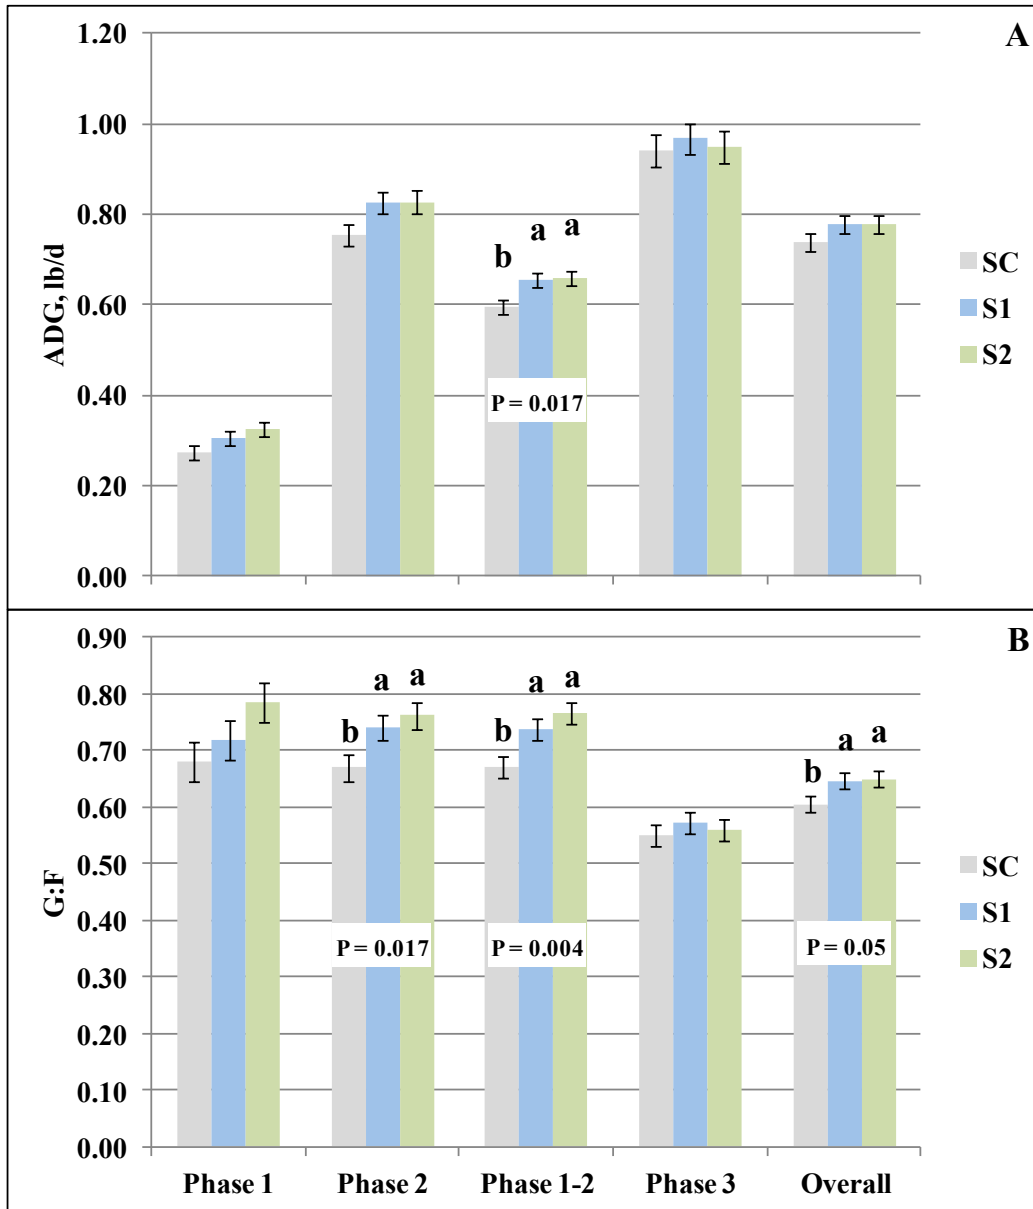 A
1.20
1.00
0.80
0.60
0.40
0.20
0.00
ADG, lb/d
b a a
P = 0.017
SC
S1
S2
B
0.90
0.80
0.70
0.60
0.50
0.40
0.30
0.20
0.10
0.00
G:F
b a a
b a a
b a a
P = 0.017
P = 0.004
P = 0.05
SC
S1
S2
Phase 1 Phase 2 Phase 1-2 Phase 3 Overall